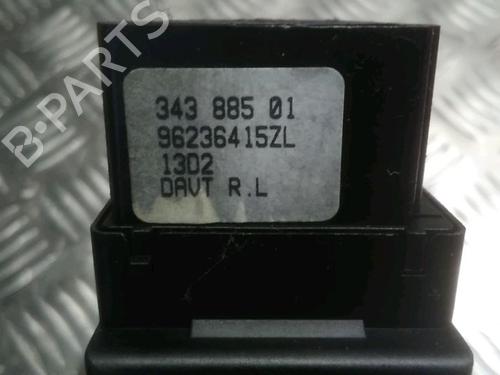 B-PARTS
343 885 01
96236415ZL
13D2
DAVT R.L